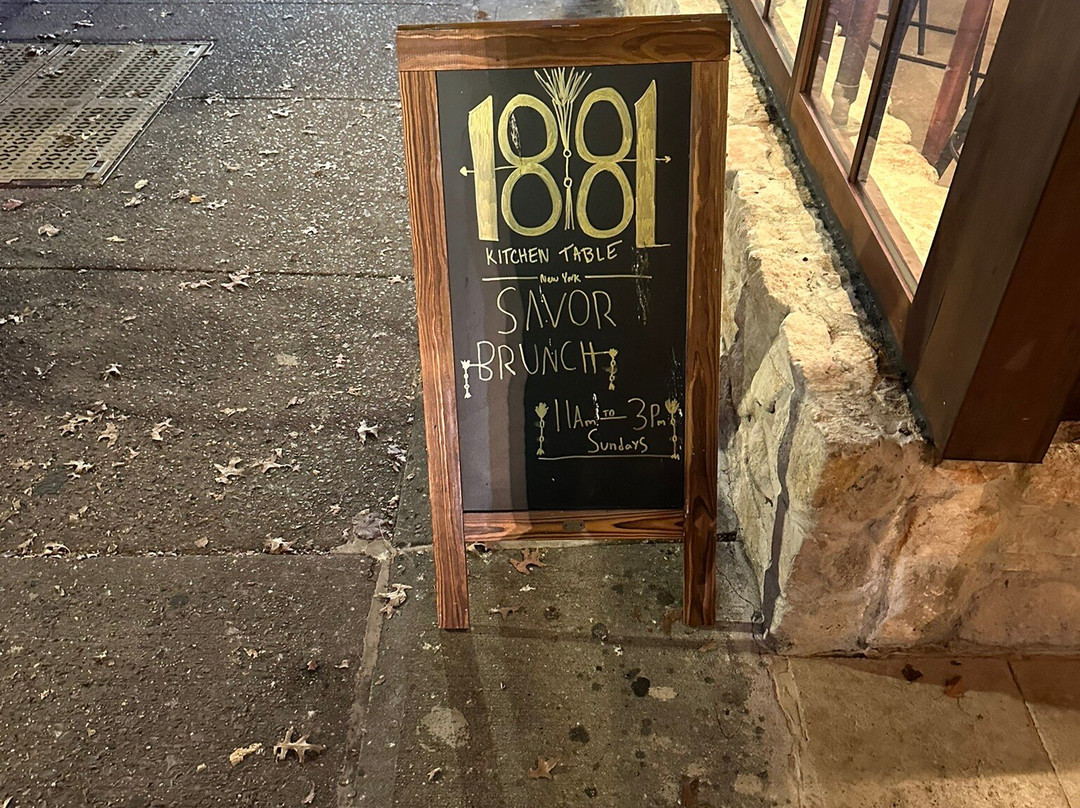 1881
KITCHEN TABLE
NEW YORK
SAVOR
BRUNCH
11Am TO 3Pm
Sundays